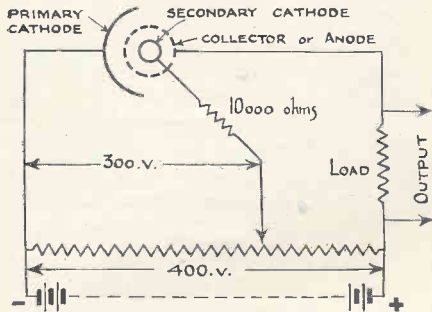 PRIMARY
CATHODE
SECONDARY CATHODE
COLLECTOR or ANODE
10000 ohms
300.v.
LOAD
OUTPUT
400.v.
- +